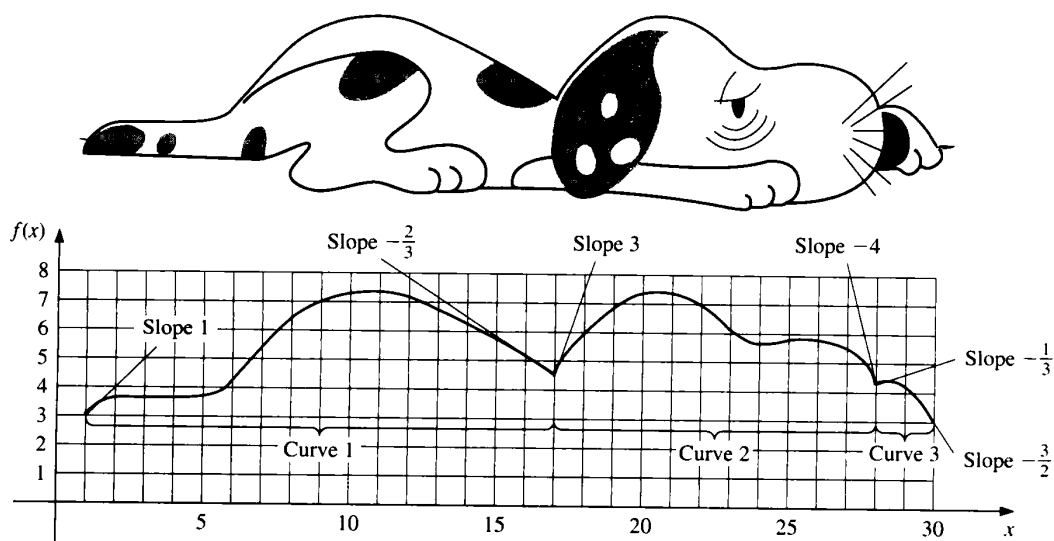 f(x)
Slope −2/3
Slope 3
Slope −4
8
7
6
Slope 1
5
Slope −1/3
4
3
Curve 1
Curve 2
Curve 3
2
Slope −3/2
1
5
10
15
20
25
30
x